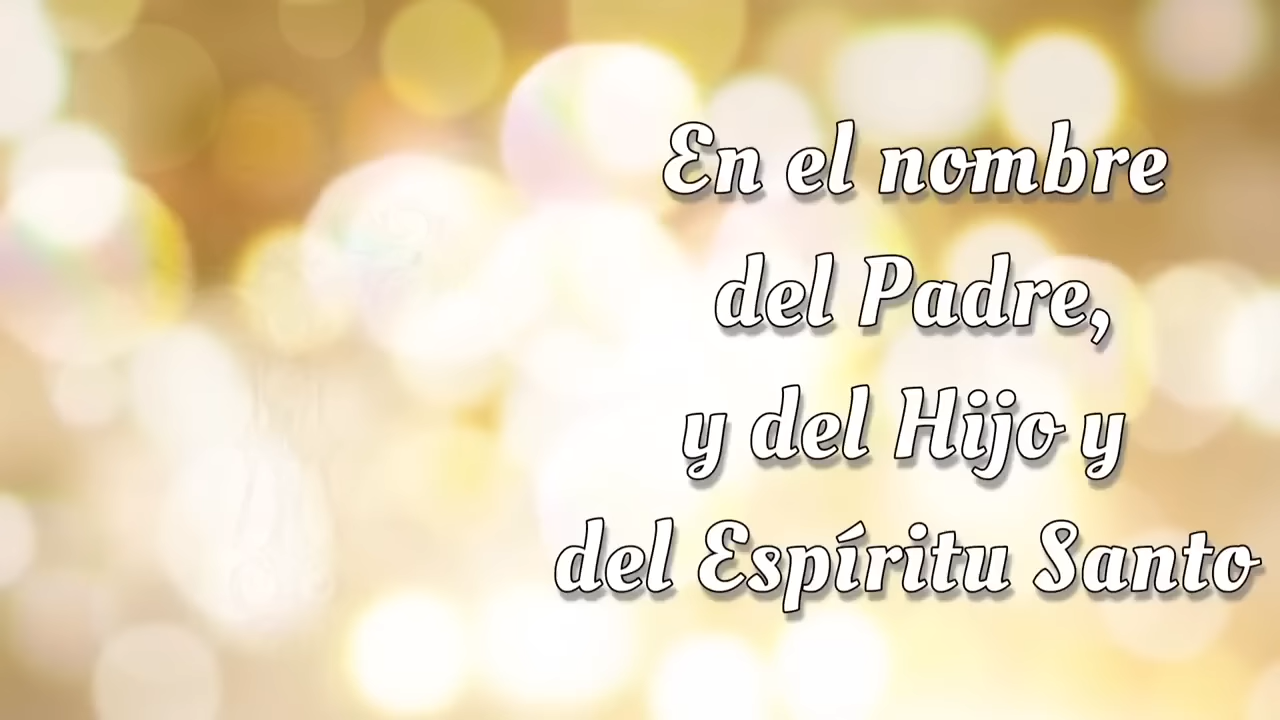 En el nombre
del Padre,
y del Hijo y
del Espíritu Santo